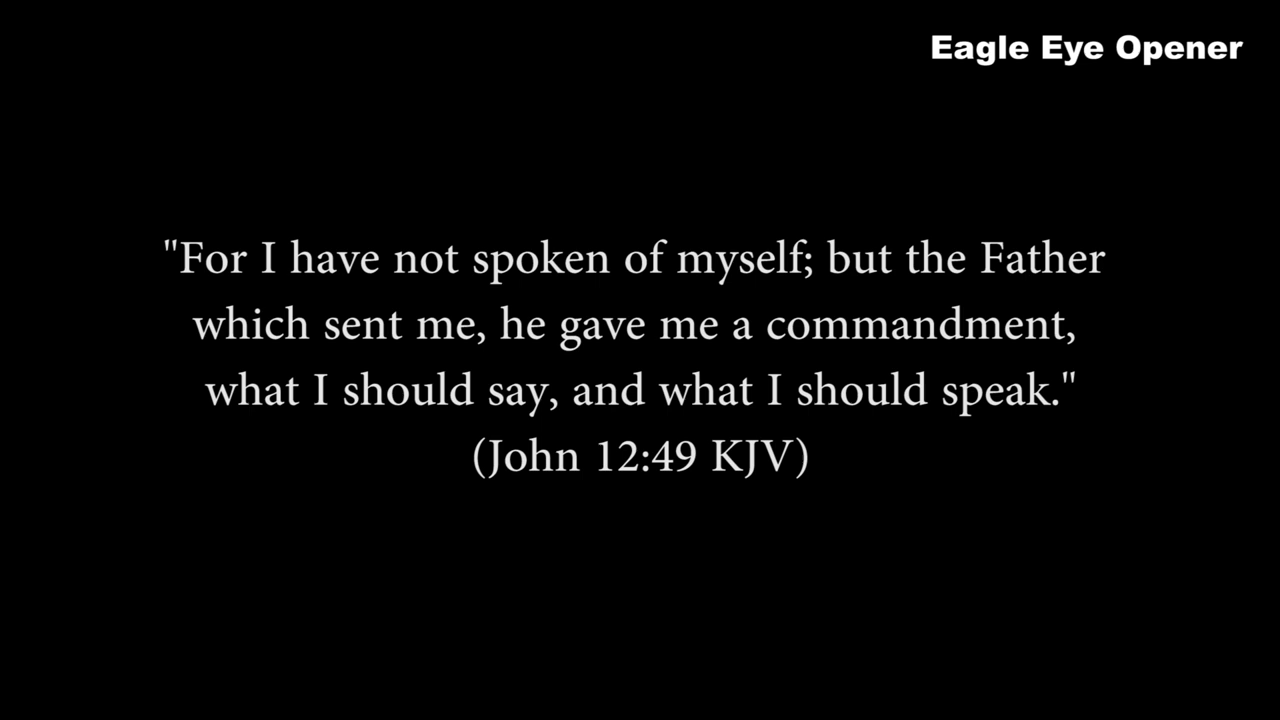 Eagle Eye Opener
"For I have not spoken of myself; but the Father
which sent me, he gave me a commandment,
what I should say, and what I should speak."
(John 12:49 KJV)